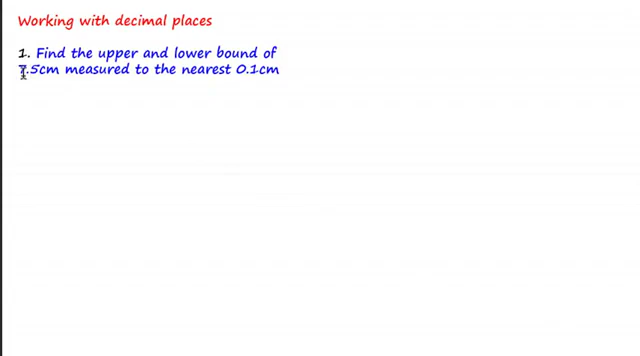 Working with decimal places
1. Find the upper and lower bound of
7.5cm measured to the nearest 0.1cm